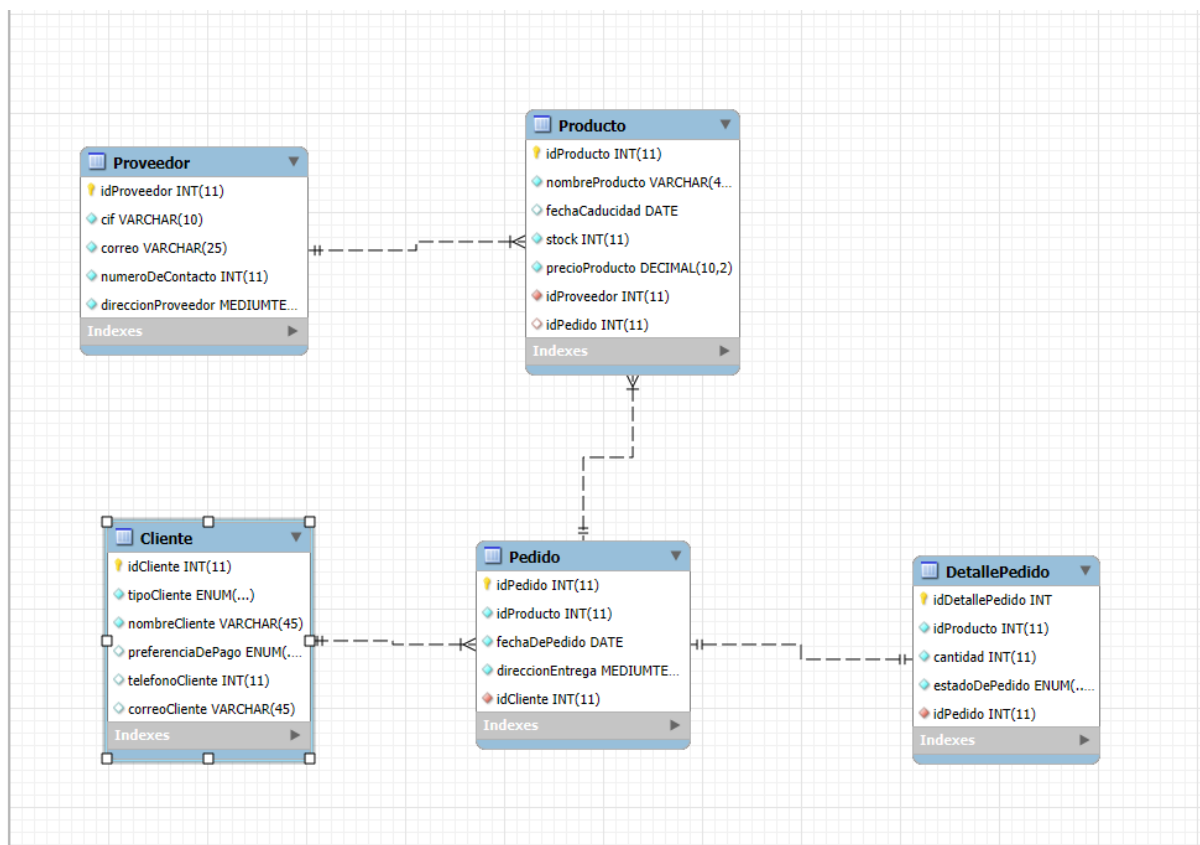 Proveedor
idProveedor INT(11)
cif VARCHAR(10)
correo VARCHAR(25)
numeroDeContacto INT(11)
direccionProveedor MEDIUMTE...
Indexes
Producto
idProducto INT(11)
nombreProducto VARCHAR(4...
fechaCaducidad DATE
stock INT(11)
precioProducto DECIMAL(10,2)
idProveedor INT(11)
idPedido INT(11)
Indexes
Cliente
idCliente INT(11)
tipoCliente ENUM(...)
nombreCliente VARCHAR(45)
preferenciaDePago ENUM(....
telefonoCliente INT(11)
correoCliente VARCHAR(45)
Indexes
Pedido
idPedido INT(11)
idProducto INT(11)
fechaDePedido DATE
direccionEntrega MEDIUMTE...
idCliente INT(11)
Indexes
DetallePedido
idDetallePedido INT
idProducto INT(11)
cantidad INT(11)
estadoDePedido ENUM(.....
idPedido INT(11)
Indexes